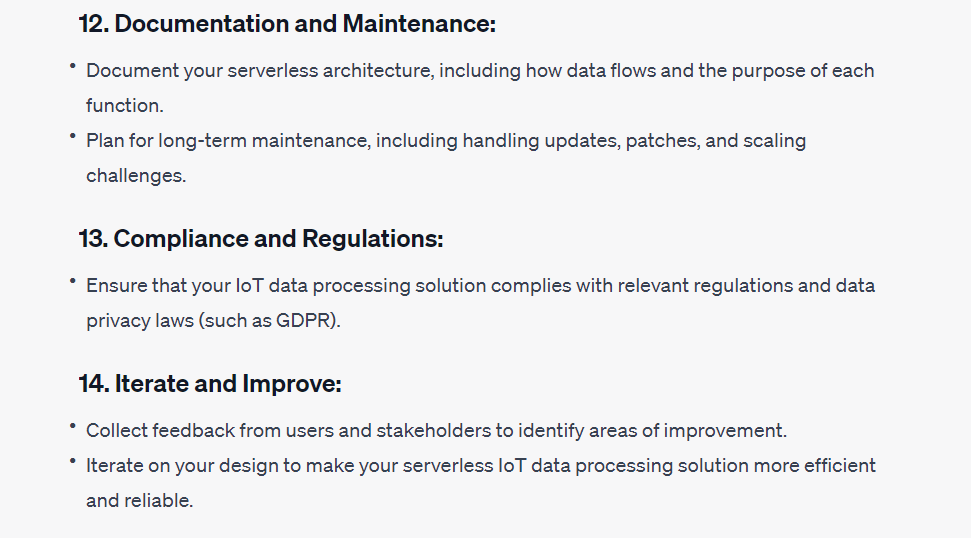 12. Documentation and Maintenance:
• Document your serverless architecture, including how data flows and the purpose of each
function.
• Plan for long-term maintenance, including handling updates, patches, and scaling
challenges.
13. Compliance and Regulations:
• Ensure that your IoT data processing solution complies with relevant regulations and data
privacy laws (such as GDPR).
14. Iterate and Improve:
• Collect feedback from users and stakeholders to identify areas of improvement.
• Iterate on your design to make your serverless IoT data processing solution more efficient
and reliable.